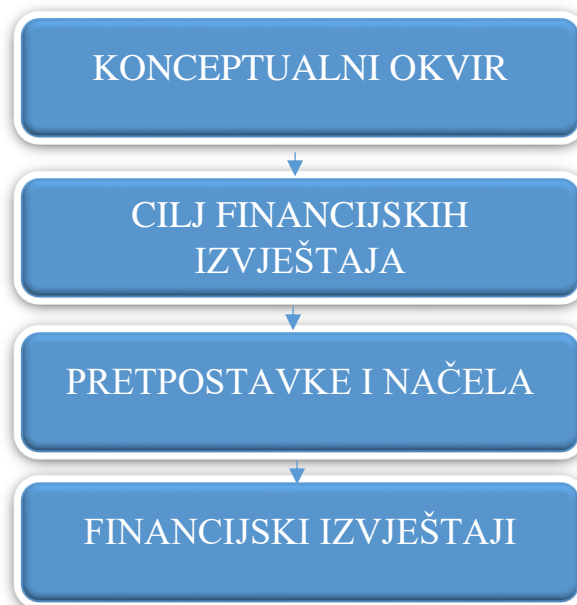 KONCEPTUALNI OKVIR
CILJ FINANCIJSKIH
IZVJEŠTAJA
PRETPOSTAVKE I NAČELA
FINANCIJSKI IZVJEŠTAJI